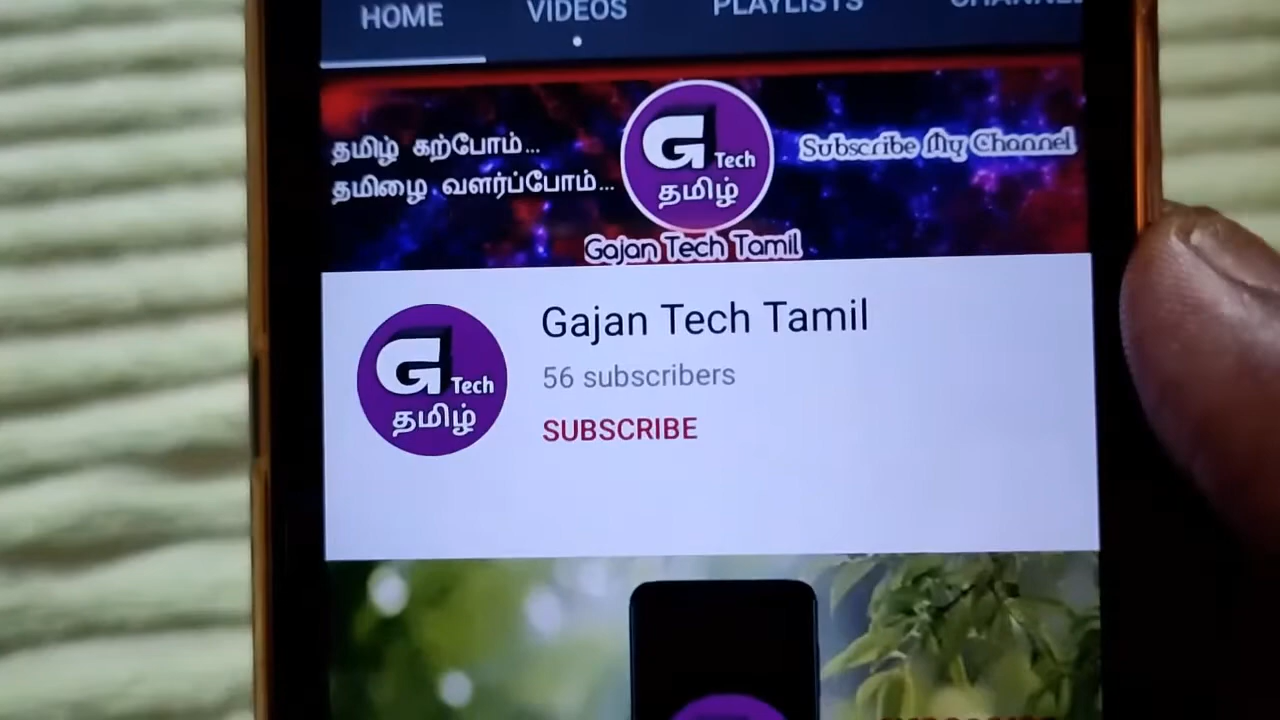 HOME VIDEOS PLAYLISTS
தமிழ் கற்போம்...
தமிழை வளர்ப்போம்...
G Tech
தமிழ்
Subscribe My Channel
Gajan Tech Tamil
G Tech
தமிழ்
Gajan Tech Tamil
56 subscribers
SUBSCRIBE